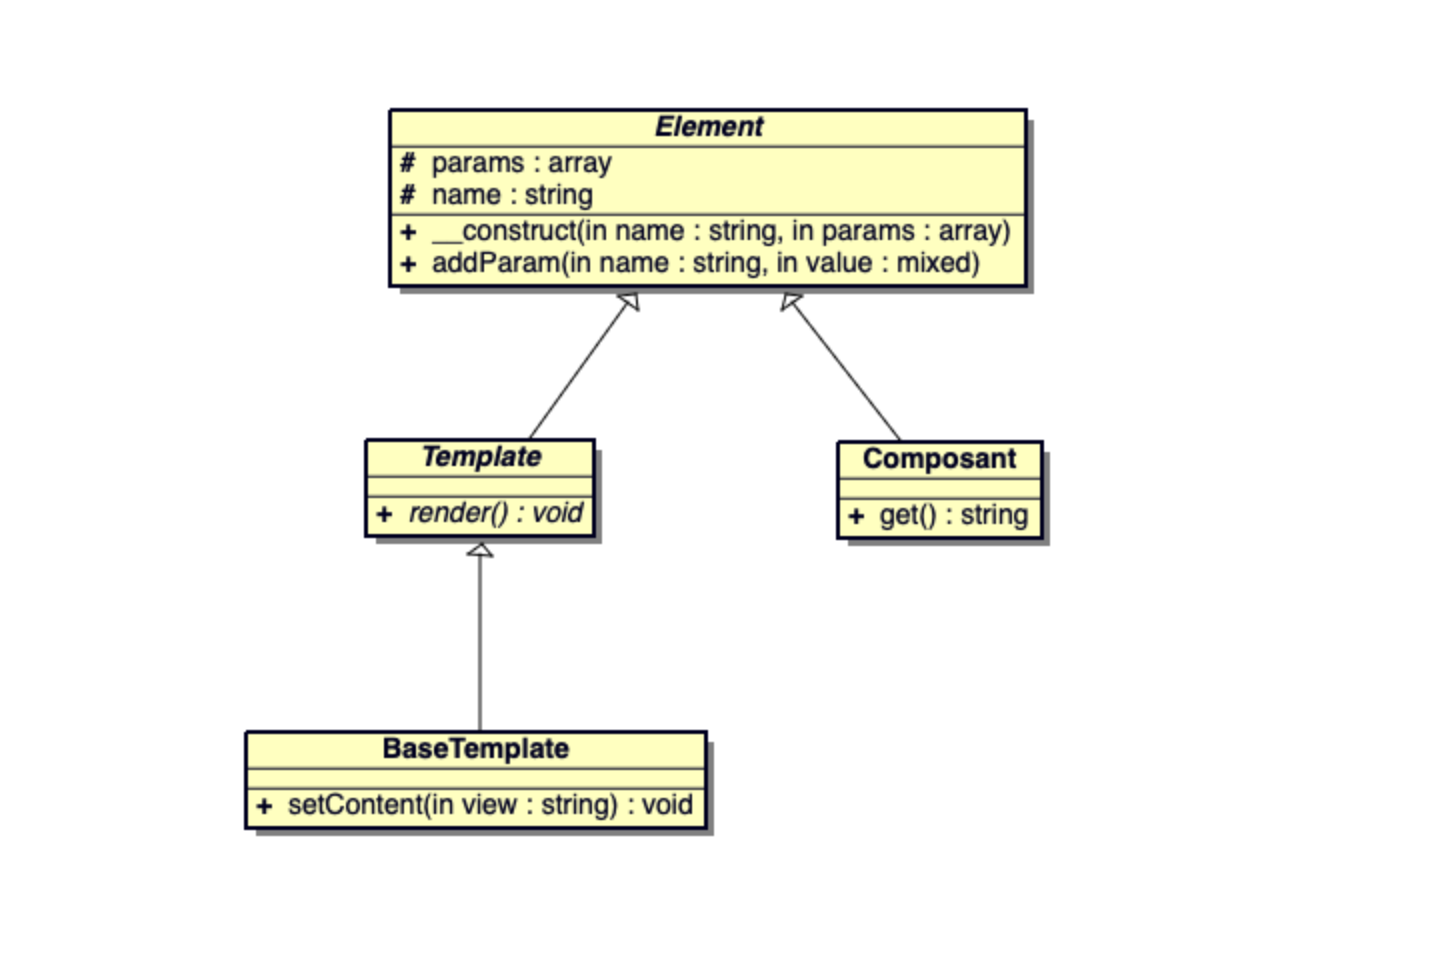 Element
# params : array
# name : string
+ __construct(in name : string, in params : array)
+ addParam(in name : string, in value : mixed)
Template
+ render() : void
Composant
+ get() : string
BaseTemplate
+ setContent(in view : string) : void